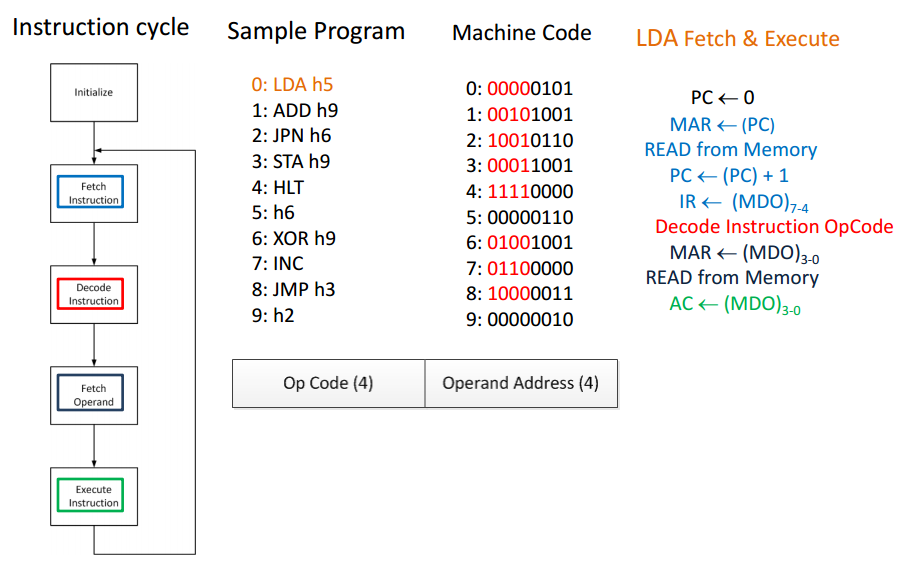 Instruction cycle
Initialize
Fetch
Instruction
Decode
Instruction
Fetch
Operand
Execute
Instruction
Sample Program
0: LDA h5
1: ADD h9
2: JPN h6
3: STA h9
4: HLT
5: h6
6: XOR h9
7: INC
8: JMP h3
9: h2
Machine Code
0: 00000101
1: 00101001
2: 10010110
3: 00011001
4: 11110000
5: 00000110
6: 01001001
7: 01100000
8: 10000011
9: 00000010
Op Code (4) Operand Address (4)
LDA Fetch & Execute
PC ← 0
MAR ← (PC)
READ from Memory
PC ← (PC) + 1
IR ← (MDO)7-4
Decode Instruction OpCode
MAR ← (MDO)3-0
READ from Memory
AC ← (MDO)3-0